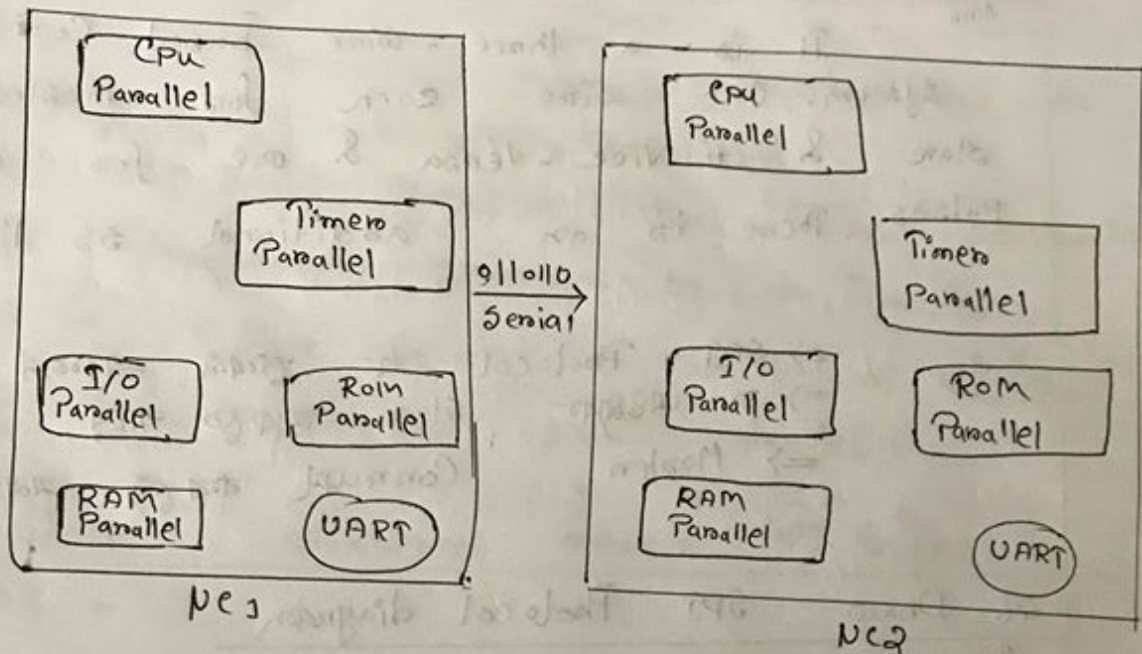 CPU
Parallel
Timer
Parallel
I/O
Parallel
ROM
Parallel
RAM
Parallel
UART
μC1
0110110
Serial
CPU
Parallel
Timer
Parallel
I/O
Parallel
ROM
Parallel
RAM
Parallel
UART
μC2